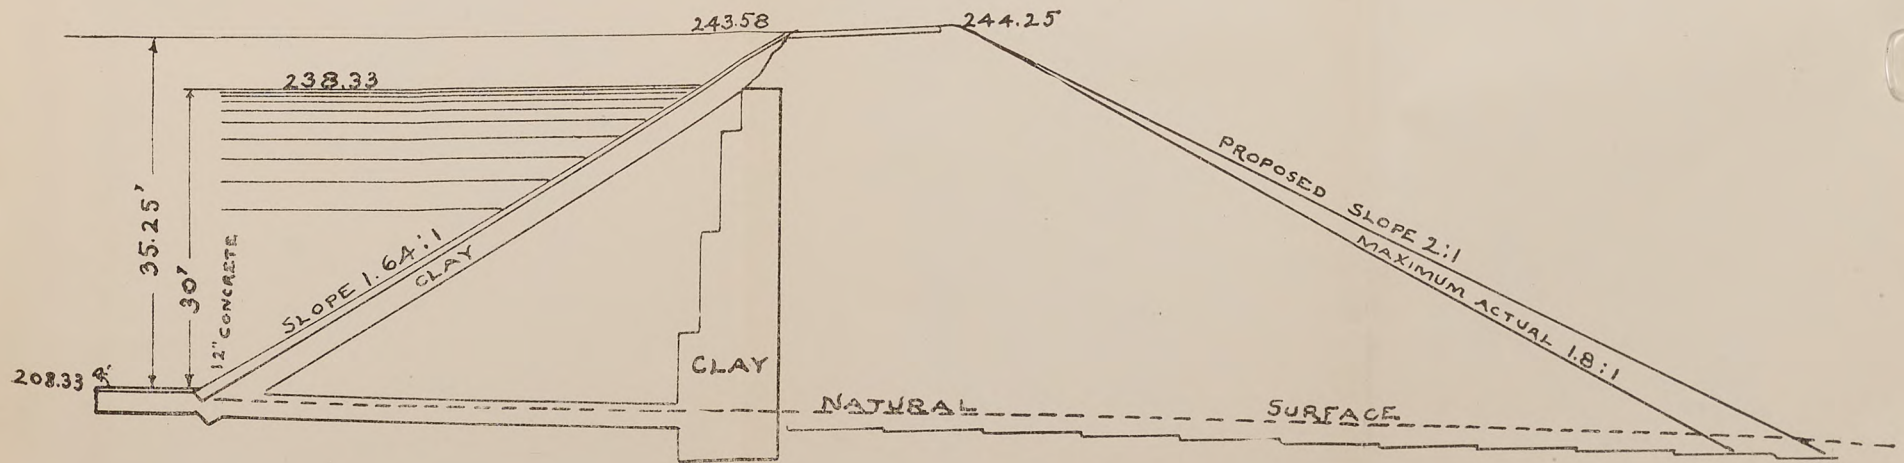 243.58
244.25
238.33
35.25'
30'
12" CONCRETE
SLOPE 1.64:1
CLAY
PROPOSED SLOPE 2:1
MAXIMUM ACTUAL 1.8:1
CLAY
208.33
NATURAL SURFACE